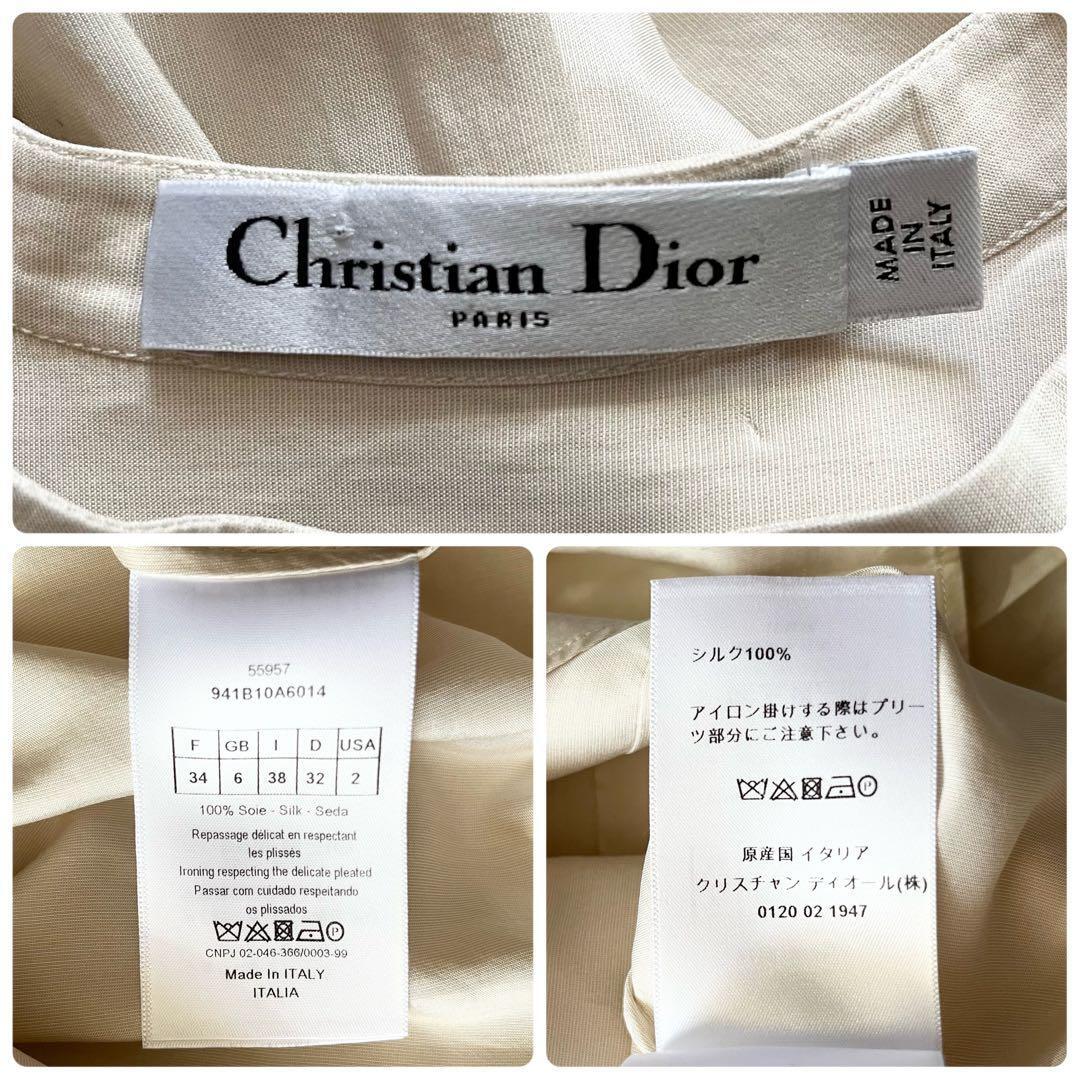 Christian Dior
PARIS
MADE
IN
ITALY
55957
941B10A6014
F GB I D USA
34 6 38 32 2
100% Soie - Silk - Seda
Repassage délicat en respectant
les plissés
Ironing respecting the delicate pleated
Passar com cuidado respeitando
os plissados
P
CNPJ 02-046-366/0003-99
Made In ITALY
ITALIA
シルク100%
アイロン掛けする際はプリー
ツ部分にご注意下さい。
P
原産国 イタリア
クリスチャン ディオール(株)
0120 02 1947